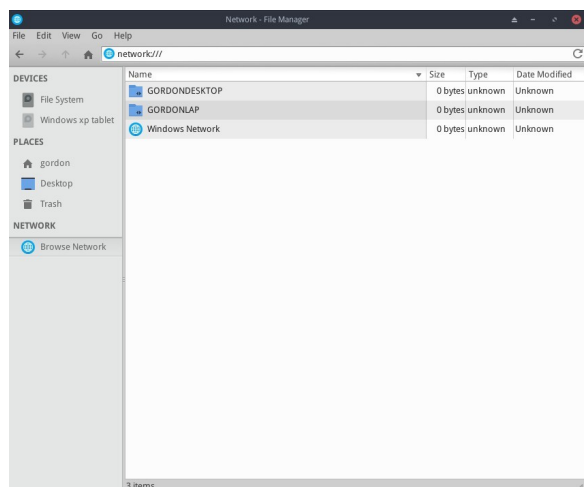 Network - File Manager
File Edit View Go Help
network:///
DEVICES
File System
Windows xp tablet
PLACES
gordon
Desktop
Trash
NETWORK
Browse Network
Name Size Type Date Modified
GORDONDESKTOP 0 bytes unknown Unknown
GORDONLAP 0 bytes unknown Unknown
Windows Network 0 bytes unknown Unknown
3 items